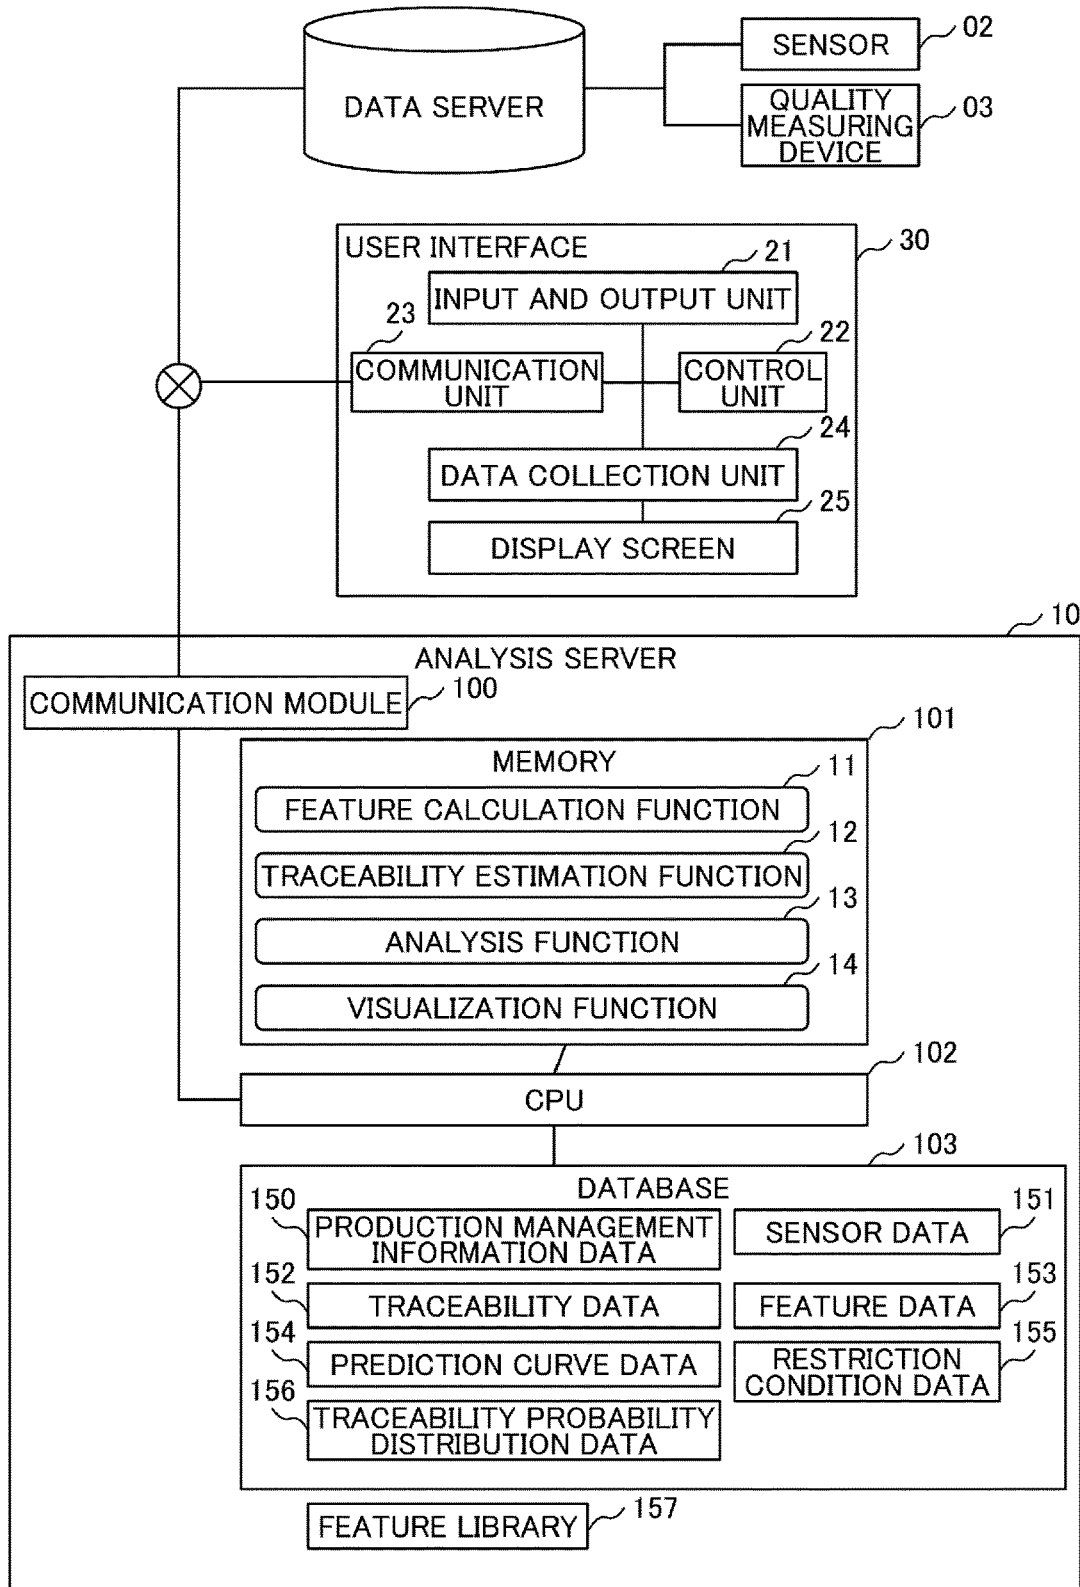 DATA SERVER
SENSOR
02
QUALITY
MEASURING
DEVICE
03
USER INTERFACE
30
21
INPUT AND OUTPUT UNIT
23
COMMUNICATION
UNIT
22
CONTROL
UNIT
24
DATA COLLECTION UNIT
25
DISPLAY SCREEN
10
ANALYSIS SERVER
COMMUNICATION MODULE
100
101
MEMORY
11
FEATURE CALCULATION FUNCTION
12
TRACEABILITY ESTIMATION FUNCTION
13
ANALYSIS FUNCTION
14
VISUALIZATION FUNCTION
102
CPU
103
DATABASE
150
PRODUCTION MANAGEMENT
INFORMATION DATA
151
SENSOR DATA
152
TRACEABILITY DATA
153
FEATURE DATA
154
PREDICTION CURVE DATA
155
RESTRICTION
CONDITION DATA
156
TRACEABILITY PROBABILITY
DISTRIBUTION DATA
157
FEATURE LIBRARY